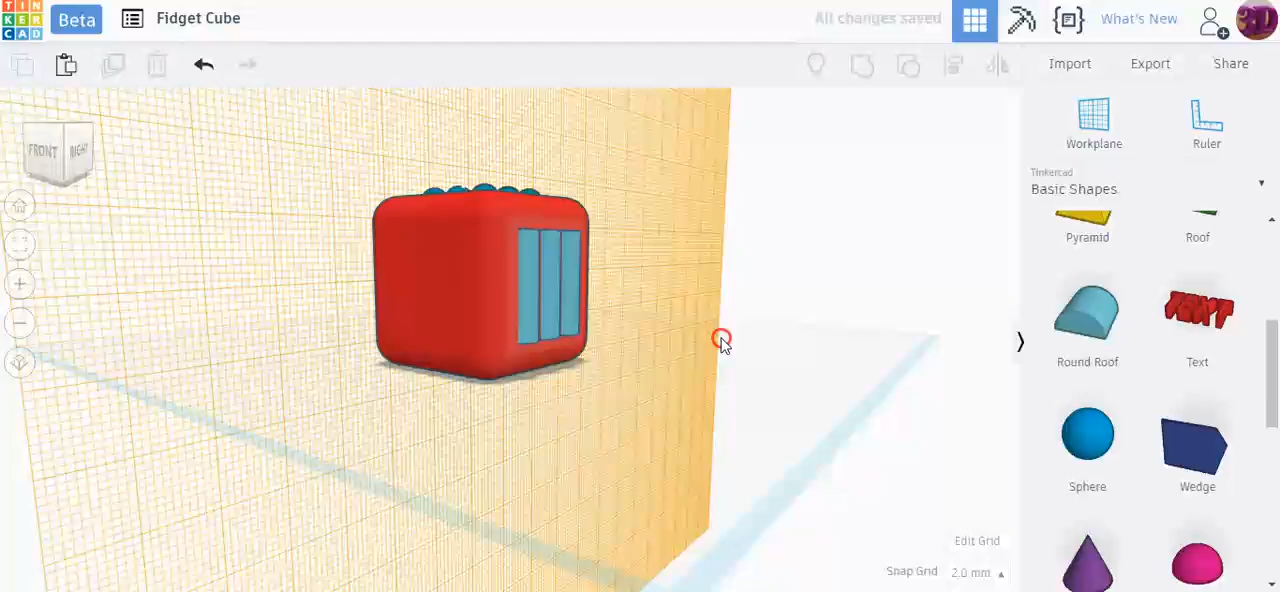 TIN
KER
CAD
Beta
Fidget Cube
All changes saved
What's New
Import
Export
Share
FRONT
RIGHT
Workplane
Ruler
Tinkercad
Basic Shapes
Pyramid
Roof
TEXT
Round Roof
Text
Sphere
Wedge
Edit Grid
Snap Grid
2.0 mm